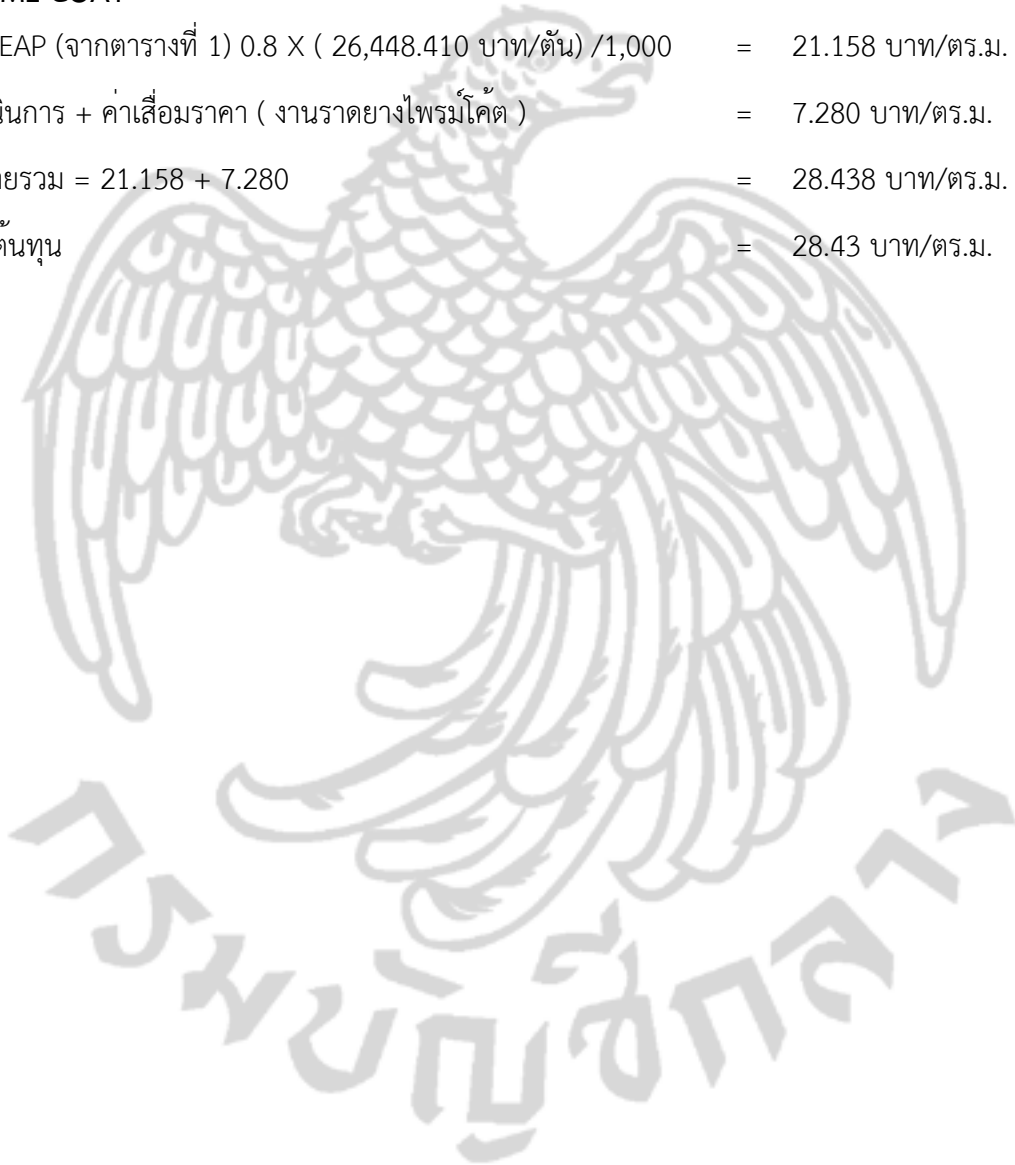 EAP (จากตารางที่ 1) 0.8 X ( 26,448.410 บาท/ตัน) /1,000 = 21.158 บาท/ตร.ม.
นินการ + ค่าเสื่อมราคา ( งานราดยางไพรม์โค้ต ) = 7.280 บาท/ตร.ม.
ยรวม = 21.158 + 7.280 = 28.438 บาท/ตร.ม.
ต้นทุน = 28.43 บาท/ตร.ม.
กรมบัญชีกลาง